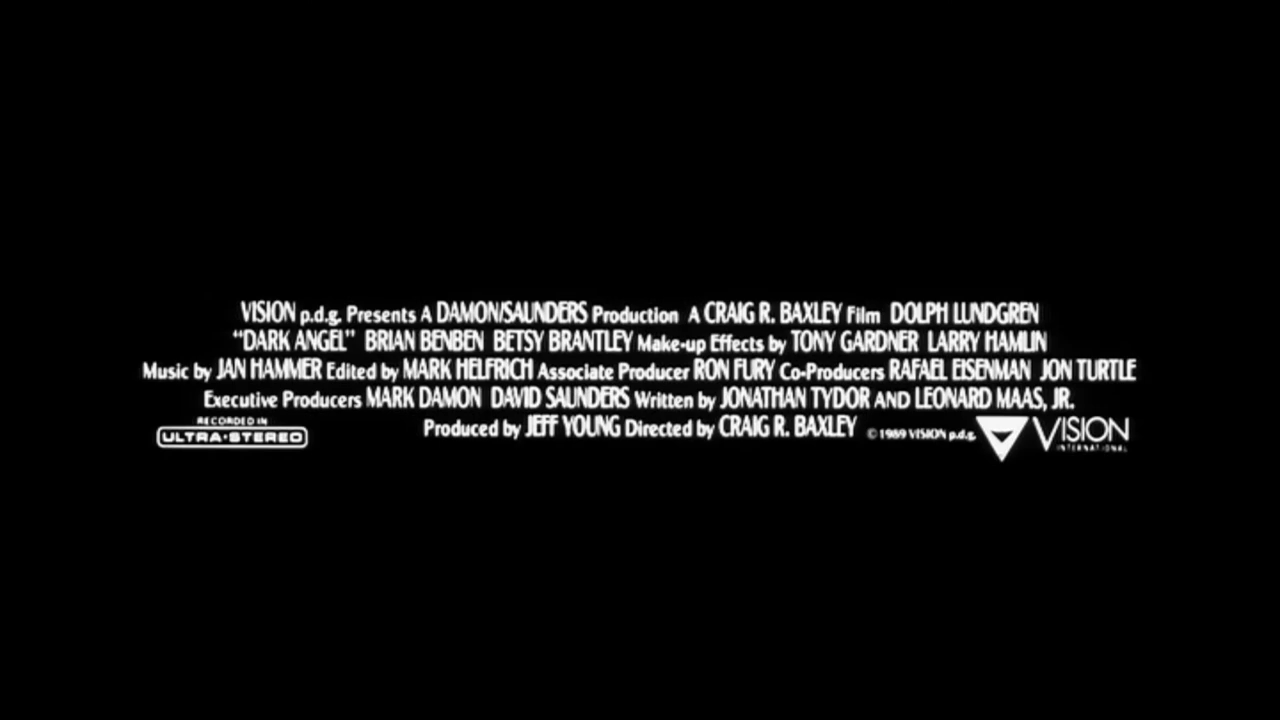 VISION p.d.g. Presents A DAMON/SAUNDERS Production A CRAIG R. BAXLEY Film DOLPH LUNDGREN
“DARK ANGEL” BRIAN BENBEN BETSY BRANTLEY Make-up Effects by TONY GARDNER LARRY HAMLIN
Music by JAN HAMMER Edited by MARK HELFRICH Associate Producer RON FURY Co-Producers RAFAEL EISENMAN JON TURTLE
Executive Producers MARK DAMON DAVID SAUNDERS Written by JONATHAN TYDOR AND LEONARD MAAS, JR.
RECORDED IN
ULTRA•STEREO
Produced by JEFF YOUNG Directed by CRAIG R. BAXLEY © 1989 VISION p.d.g.
VISION
INTERNATIONAL